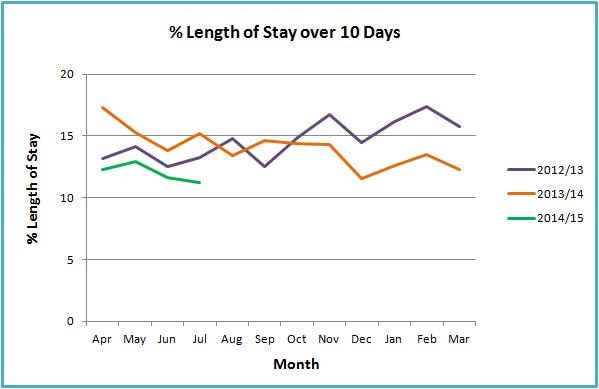 % Length of Stay over 10 Days
% Length of Stay
20
15
10
5
0
Apr May Jun Jul Aug Sep Oct Nov Dec Jan Feb Mar
Month
2012/13
2013/14
2014/15